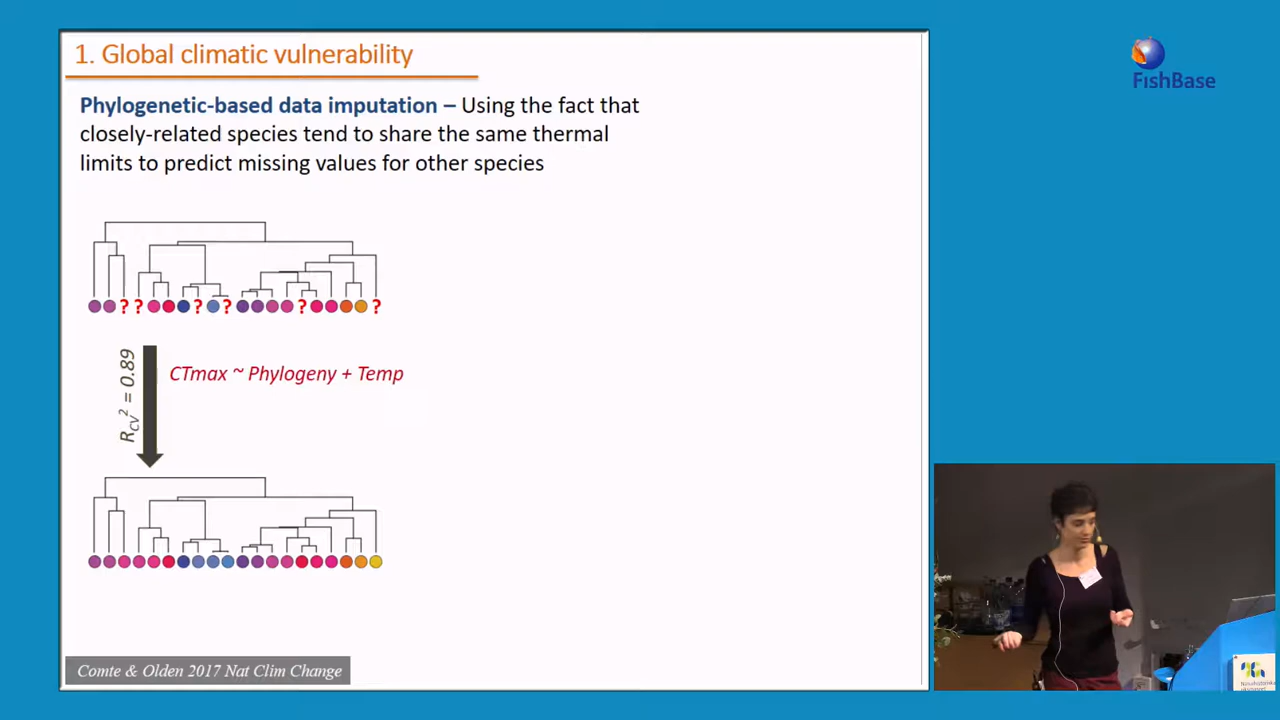 1. Global climatic vulnerability
FishBase
Phylogenetic-based data imputation – Using the fact that
closely-related species tend to share the same thermal
limits to predict missing values for other species
? ? ? ? ? ?
R_CV² = 0.89
CTmax ~ Phylogeny + Temp
Comte & Olden 2017 Nat Clim Change